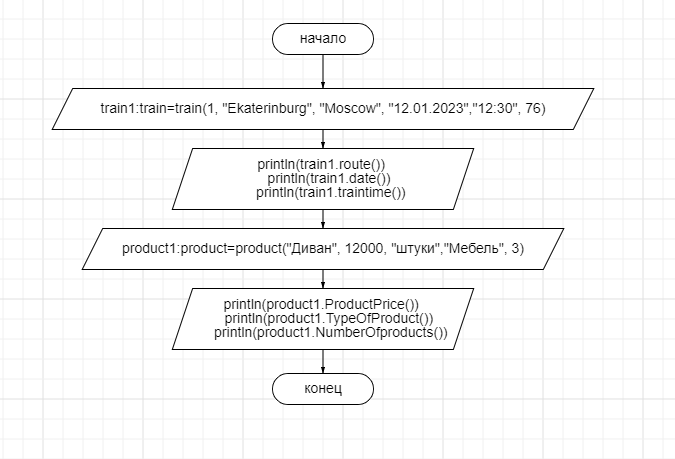 начало
train1:train=train(1, "Ekaterinburg", "Moscow", "12.01.2023","12:30", 76)
println(train1.route())
println(train1.date())
println(train1.traintime())
product1:product=product("Диван", 12000, "штуки","Мебель", 3)
println(product1.ProductPrice())
println(product1.TypeOfProduct())
println(product1.NumberOfproducts())
конец